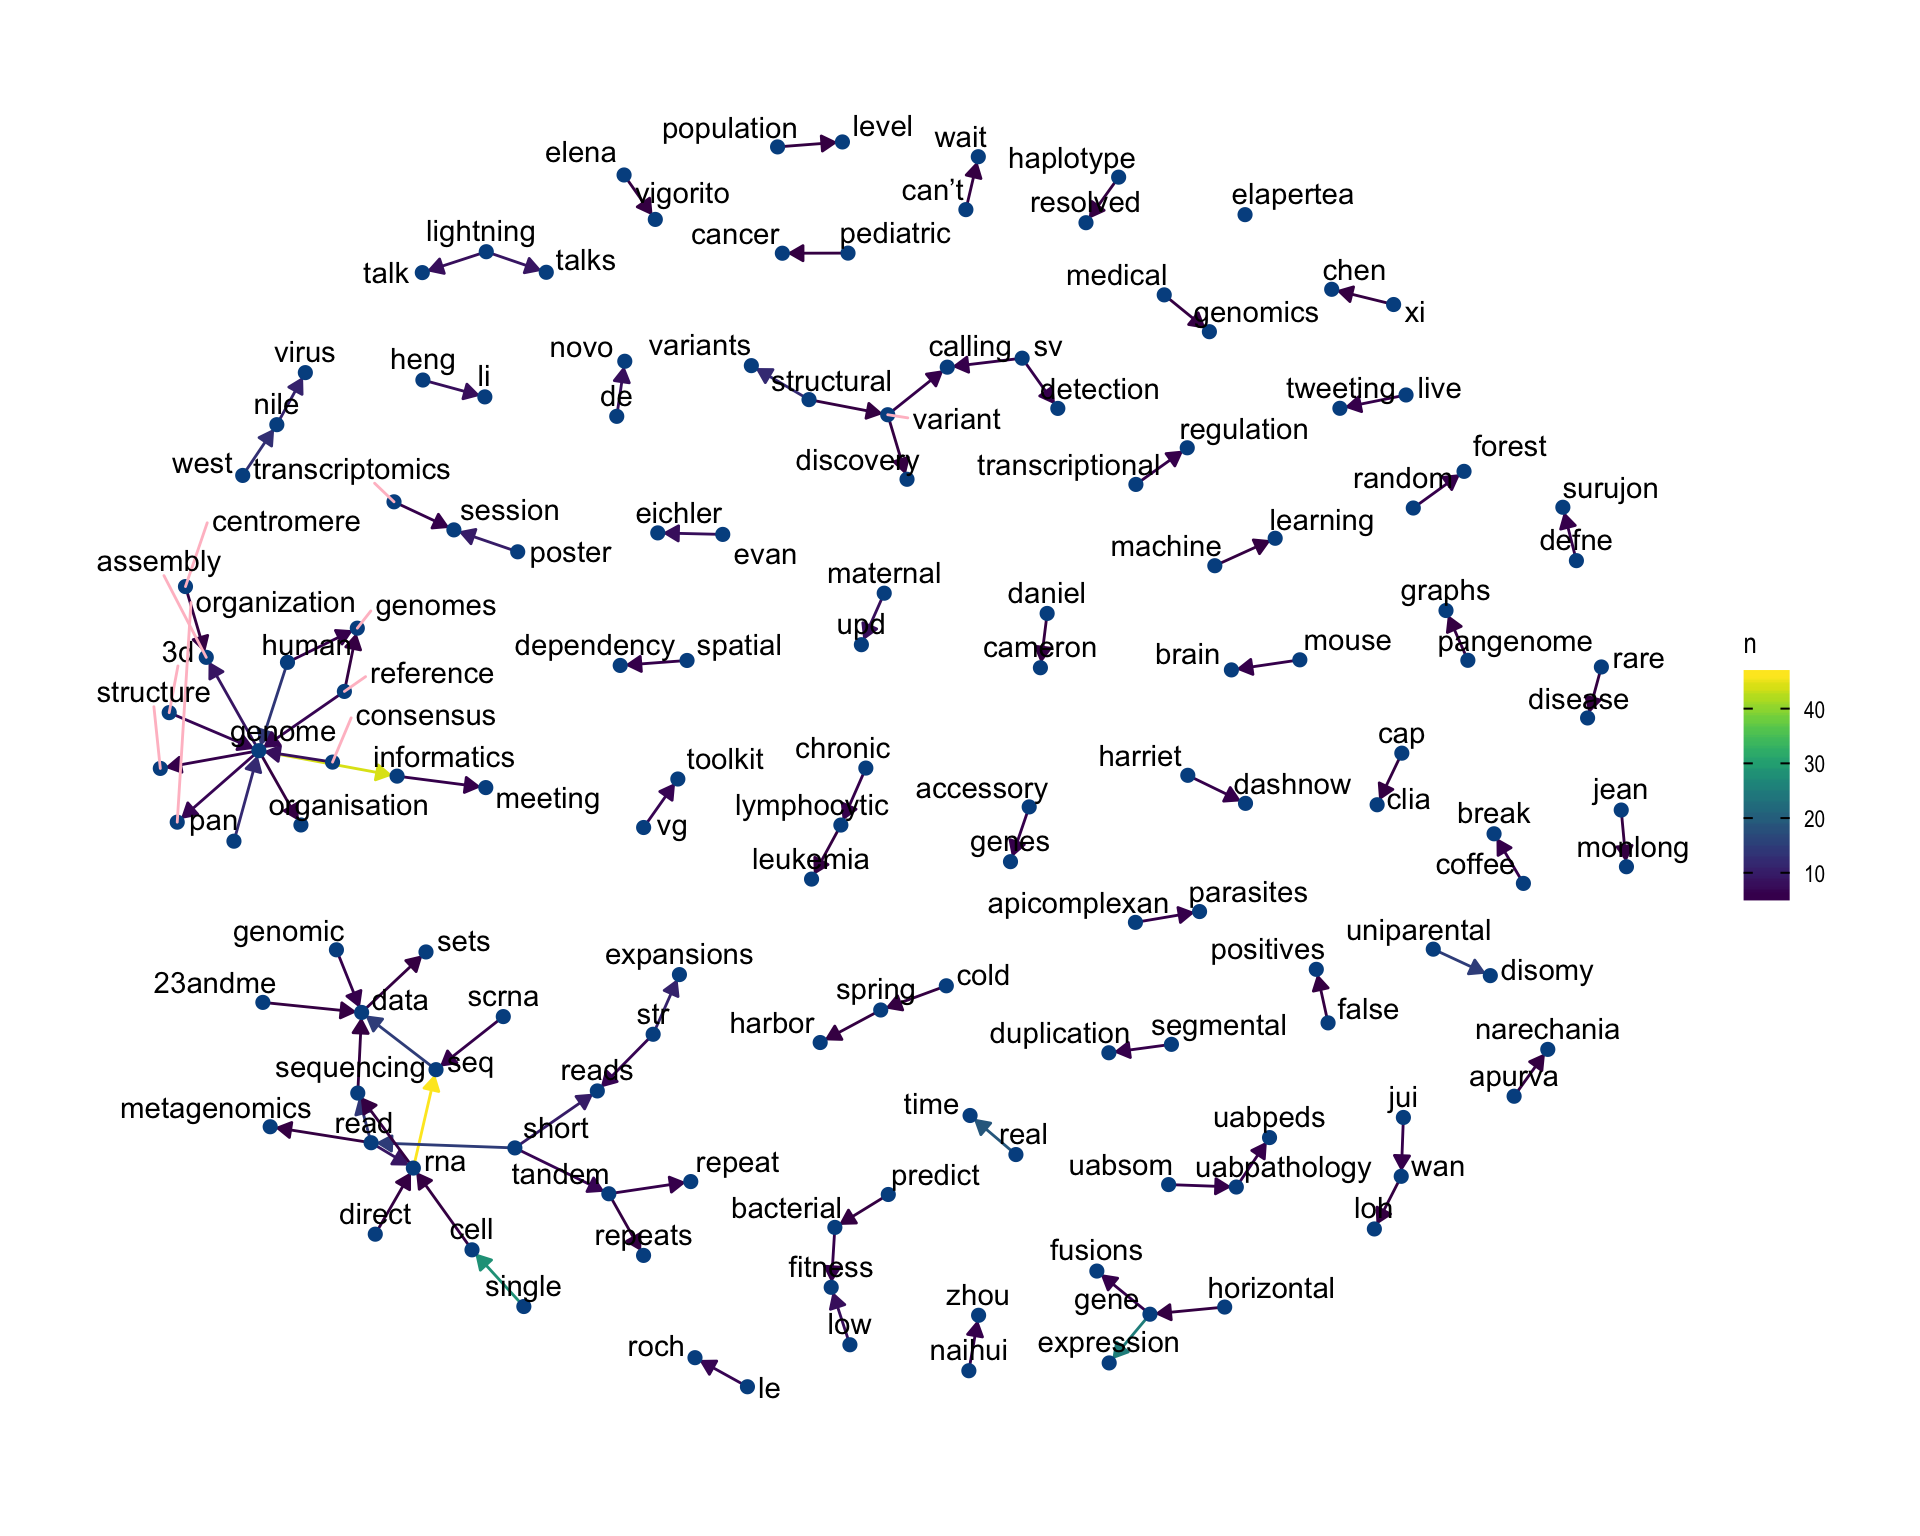 population
level
wait
elena
haplotype
vigorito
can’t
resolved
elapertea
lightning
cancer
pediatric
talk
talks
medical
chen
genomics
xi
virus
heng
li
novo
de
variants
structural
calling
sv
detection
variant
discovery
tweeting
live
nile
west
transcriptomics
regulation
transcriptional
random
forest
surujon
defne
centromere
session
poster
eichler
evan
machine
learning
assembly
organization
genomes
maternal
upd
daniel
cameron
graphs
pangenome
3d
human
reference
dependency
spatial
brain
mouse
rare
disease
n
structure
consensus
genome
informatics
meeting
organisation
pan
toolkit
vg
chronic
lymphocytic
leukemia
accessory
genes
harriet
dashnow
cap
clia
break
coffee
jean
monlong
40
30
20
10
apicomplexan
parasites
genomic
sets
23andme
data
scrna
expansions
str
spring
cold
harbor
positives
false
uniparental
disomy
duplication
segmental
narechania
apurva
sequencing
seq
reads
metagenomics
read
short
time
real
uabpeds
jui
rna
tandem
repeat
predict
uabsom
uabpathology
wan
direct
cell
repeats
bacterial
loh
single
fitness
fusions
low
zhou
gene
horizontal
roch
naihui
expression
le